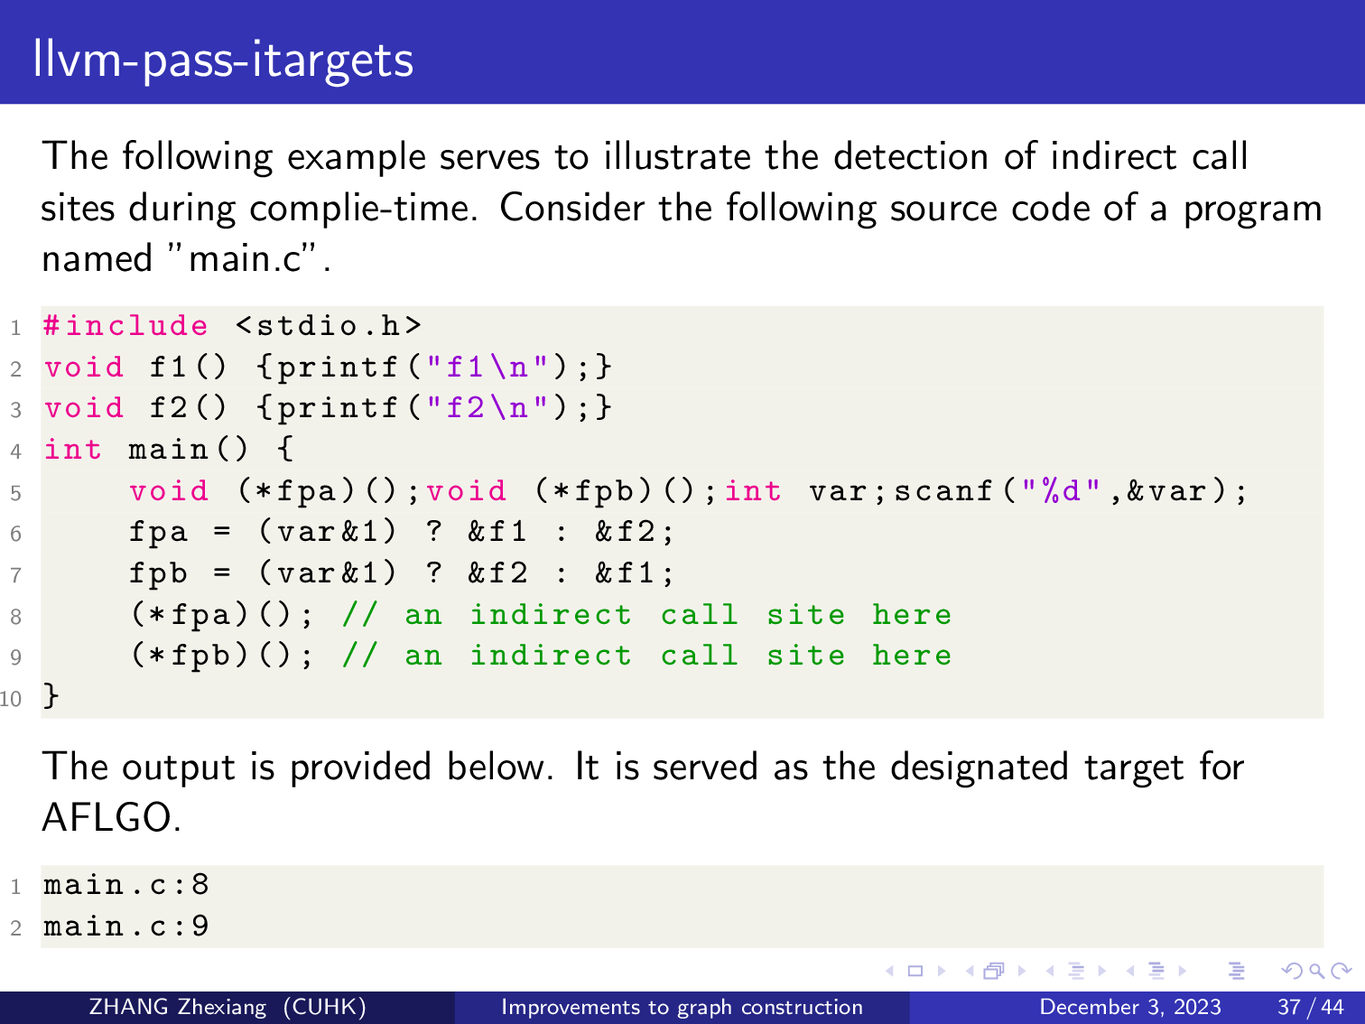 llvm-pass-itargets
The following example serves to illustrate the detection of indirect call
sites during complie-time. Consider the following source code of a program
named ”main.c”.
1 #include <stdio.h>
2 void f1() {printf("f1\n");}
3 void f2() {printf("f2\n");}
4 int main() {
5     void (*fpa)();void (*fpb)();int var;scanf("%d",&var);
6     fpa = (var&1) ? &f1 : &f2;
7     fpb = (var&1) ? &f2 : &f1;
8     (*fpa)(); // an indirect call site here
9     (*fpb)(); // an indirect call site here
10 }
The output is provided below. It is served as the designated target for
AFLGO.
1 main.c:8
2 main.c:9
ZHANG Zhexiang (CUHK) Improvements to graph construction December 3, 2023 37 / 44